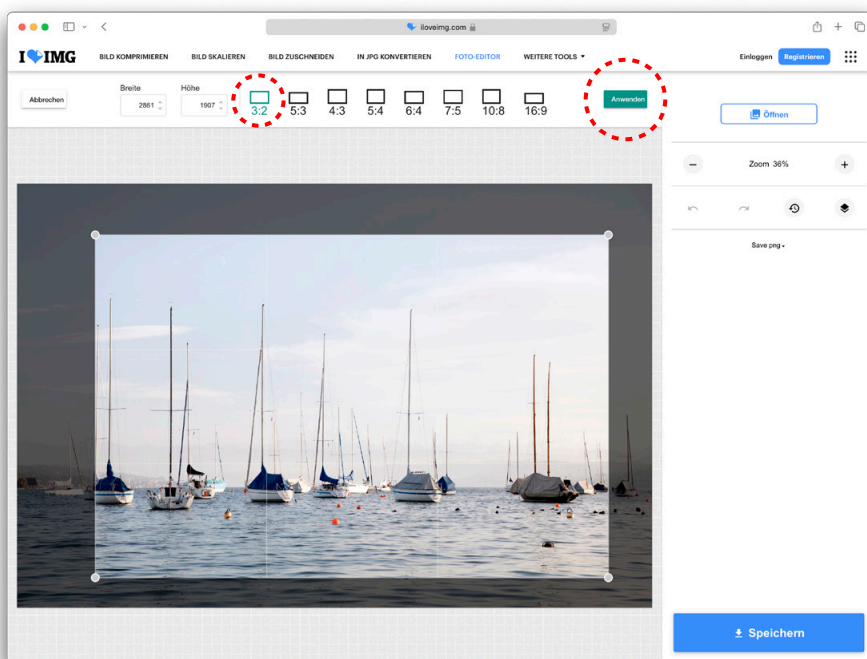 iloveimg.com
I IMG
BILD KOMPRIMIEREN BILD SKALIEREN BILD ZUSCHNEIDEN IN JPG KONVERTIEREN FOTO-EDITOR WEITERE TOOLS Einloggen Registrieren
Abbrechen
Breite Höhe
2861 1907
3:2 5:3 4:3 5:4 6:4 7:5 10:8 16:9
Anwenden
Öffnen
Zoom 36%
Save png
Speichern